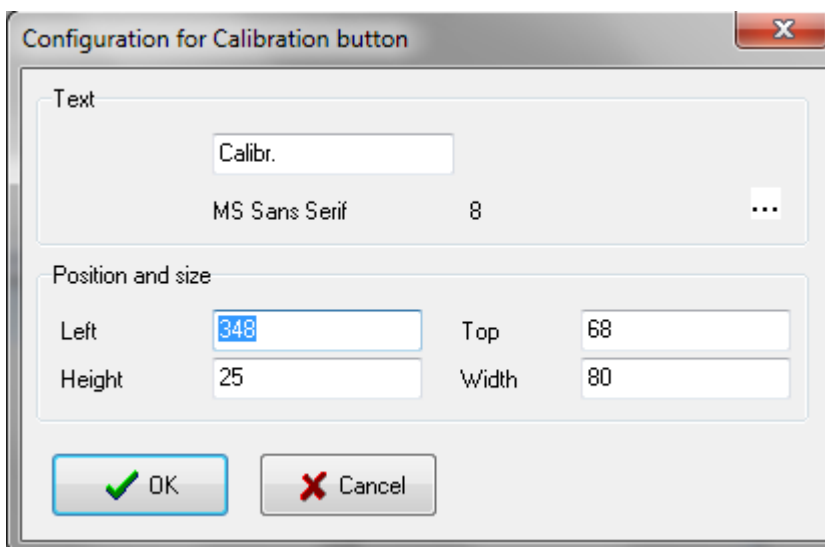 Configuration for Calibration button
Text
Calibr.
MS Sans Serif 8 ...
Position and size
Left 348 Top 68
Height 25 Width 80
OK Cancel